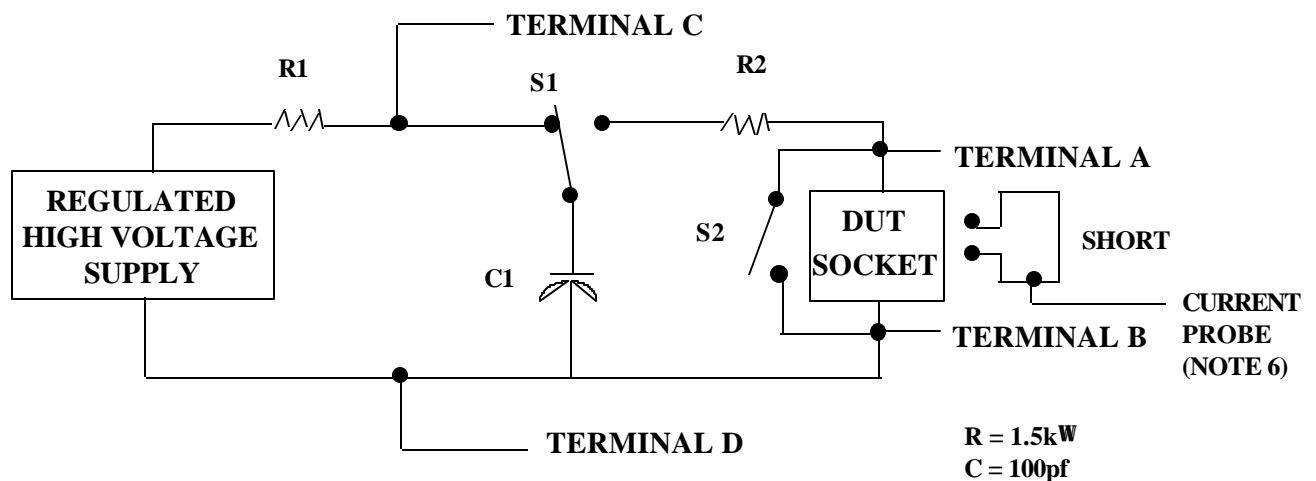 TERMINAL C
R1
S1
R2
TERMINAL A
REGULATED
HIGH VOLTAGE
SUPPLY
S2
DUT
SOCKET
SHORT
C1
CURRENT
PROBE
(NOTE 6)
TERMINAL B
TERMINAL D
R = 1.5kW
C = 100pf